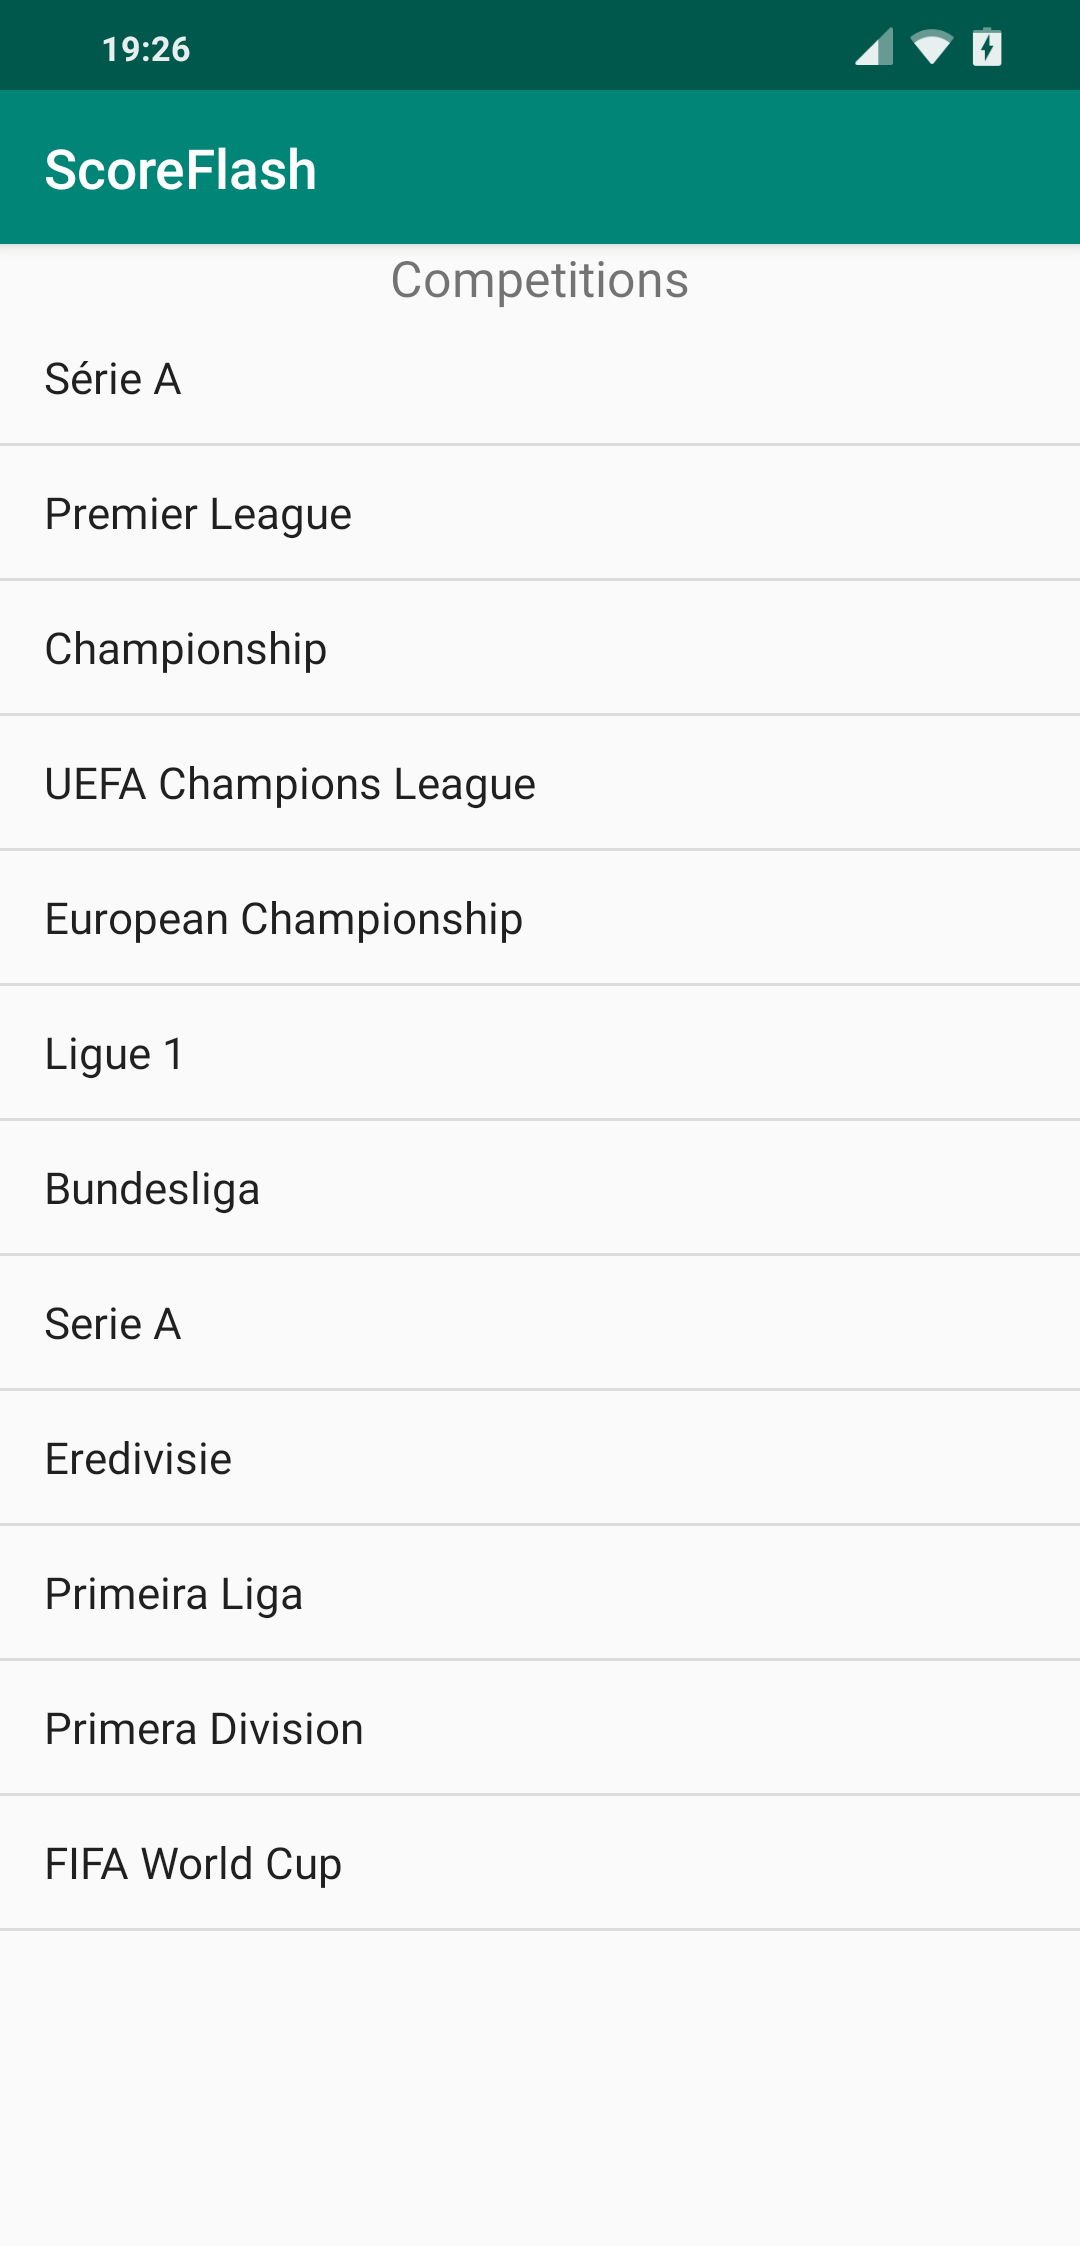 19:26
ScoreFlash
Competitions
Série A
Premier League
Championship
UEFA Champions League
European Championship
Ligue 1
Bundesliga
Serie A
Eredivisie
Primeira Liga
Primera Division
FIFA World Cup